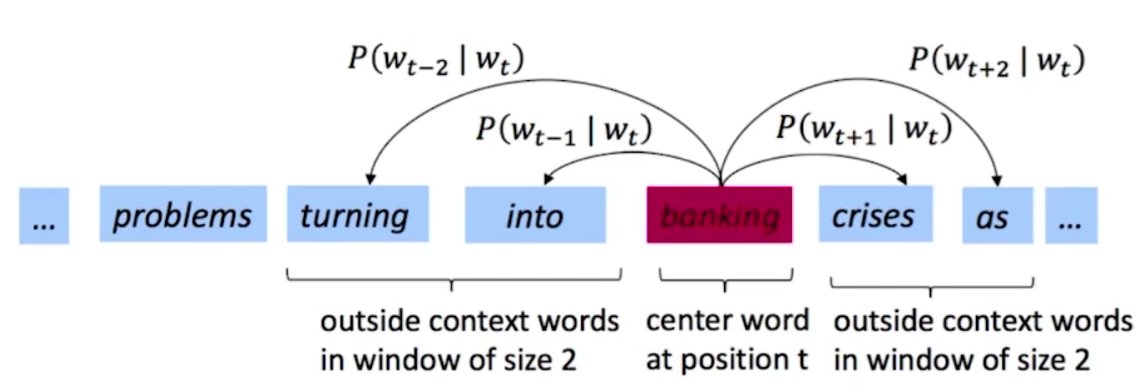 P(w_{t−2} | w_t)
P(w_{t+2} | w_t)
P(w_{t−1} | w_t)
P(w_{t+1} | w_t)
... problems turning into banking crises as ...
outside context words
in window of size 2
center word
at position t
outside context words
in window of size 2